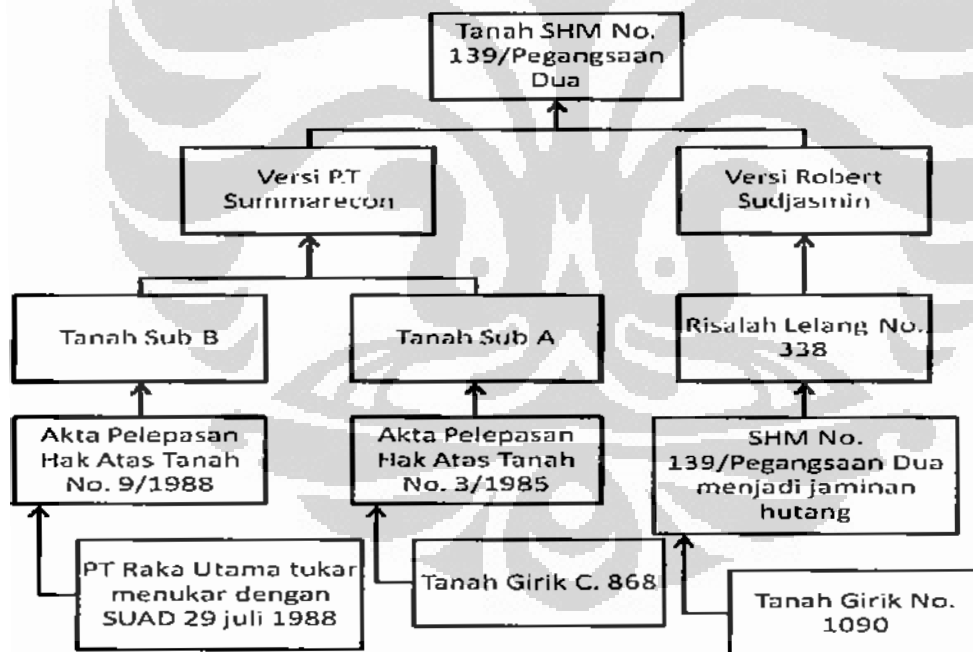 Tanah SHM No.
139/Pegangsaan
Dua
Versi P.T
Summarecon
Versi Robert
Sudjasmin
Tanah Sub B
Tanah Sub A
Risalah Lelang No.
338
Akta Pelepasan
Hak Atas Tanah
No. 9/1988
Akta Pelepasan
Hak Atas Tanah
No. 3/1985
SHM No.
139/Pegangsaan Dua
menjadi jaminan
hutang
PT Raka Utama tukar
menukar dengan
SUAD 29 juli 1988
Tanah Girik C. 868
Tanah Girik No.
1090